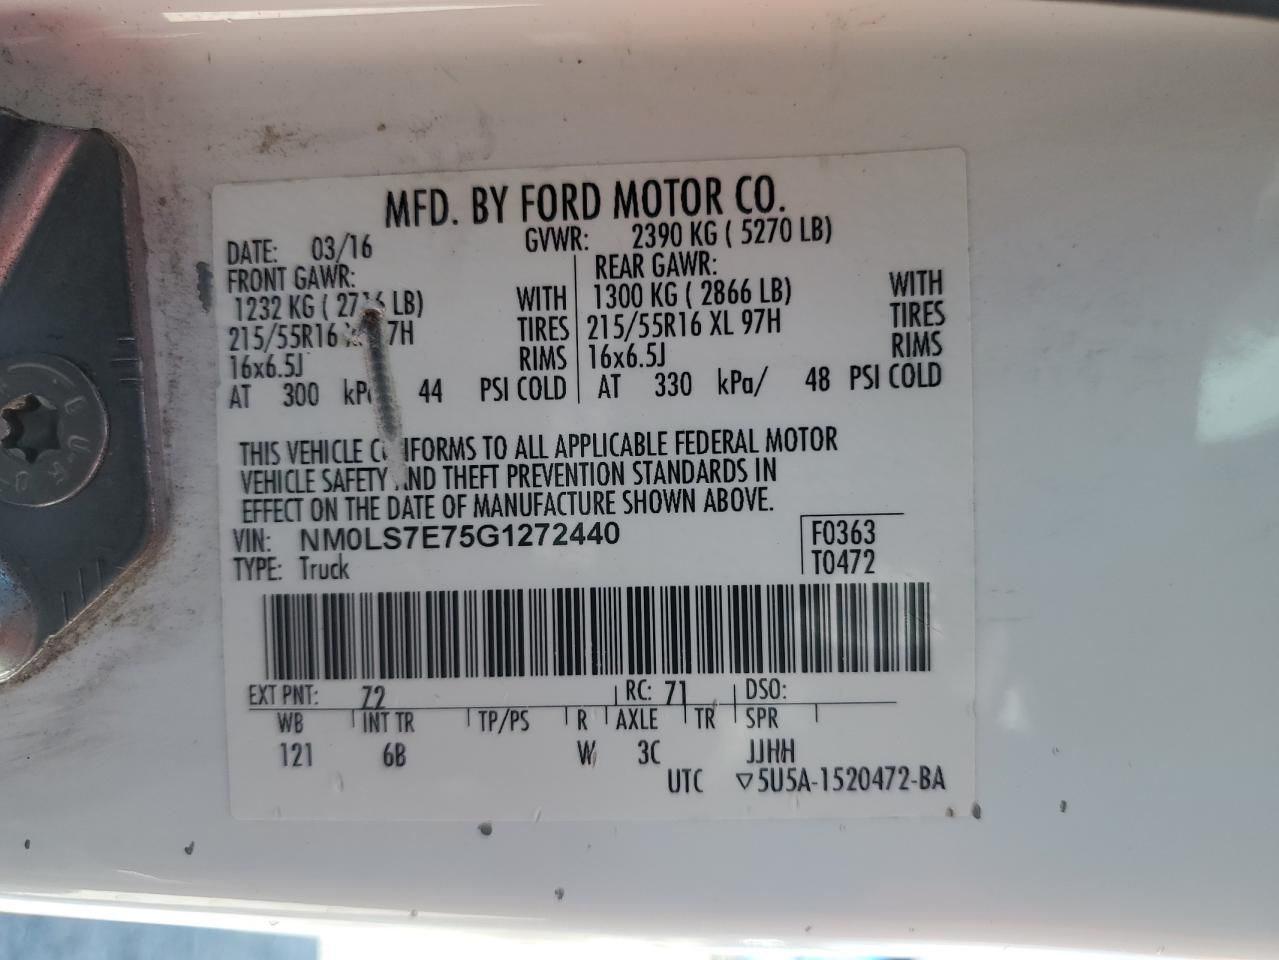 MFD. BY FORD MOTOR CO.
DATE: 03/16 GVWR: 2390 KG ( 5270 LB)
FRONT GAWR: REAR GAWR:
1232 KG ( LB) WITH 1300 KG ( 2866 LB) WITH
215/55R16 TIRES 215/55R16 XL 97H TIRES
16x6.5J RIMS 16x6.5J RIMS
AT 300 44 PSI COLD AT 330 kPa/ 48 PSI COLD
THIS VEHICLE TO ALL APPLICABLE FEDERAL MOTOR
VEHICLE SAFETY THEFT PREVENTION STANDARDS IN
EFFECT ON THE DATE OF MANUFACTURE SHOWN ABOVE.
VIN: NM0LS7E75G1272440 F0363
TYPE: Truck T0472
EXT PNT: 72 RC: 71 DSO:
WB INT TR TP/PS R AXLE TR SPR
121 6B W 3C JJHH
UTC ▽5U5A-1520472-BA